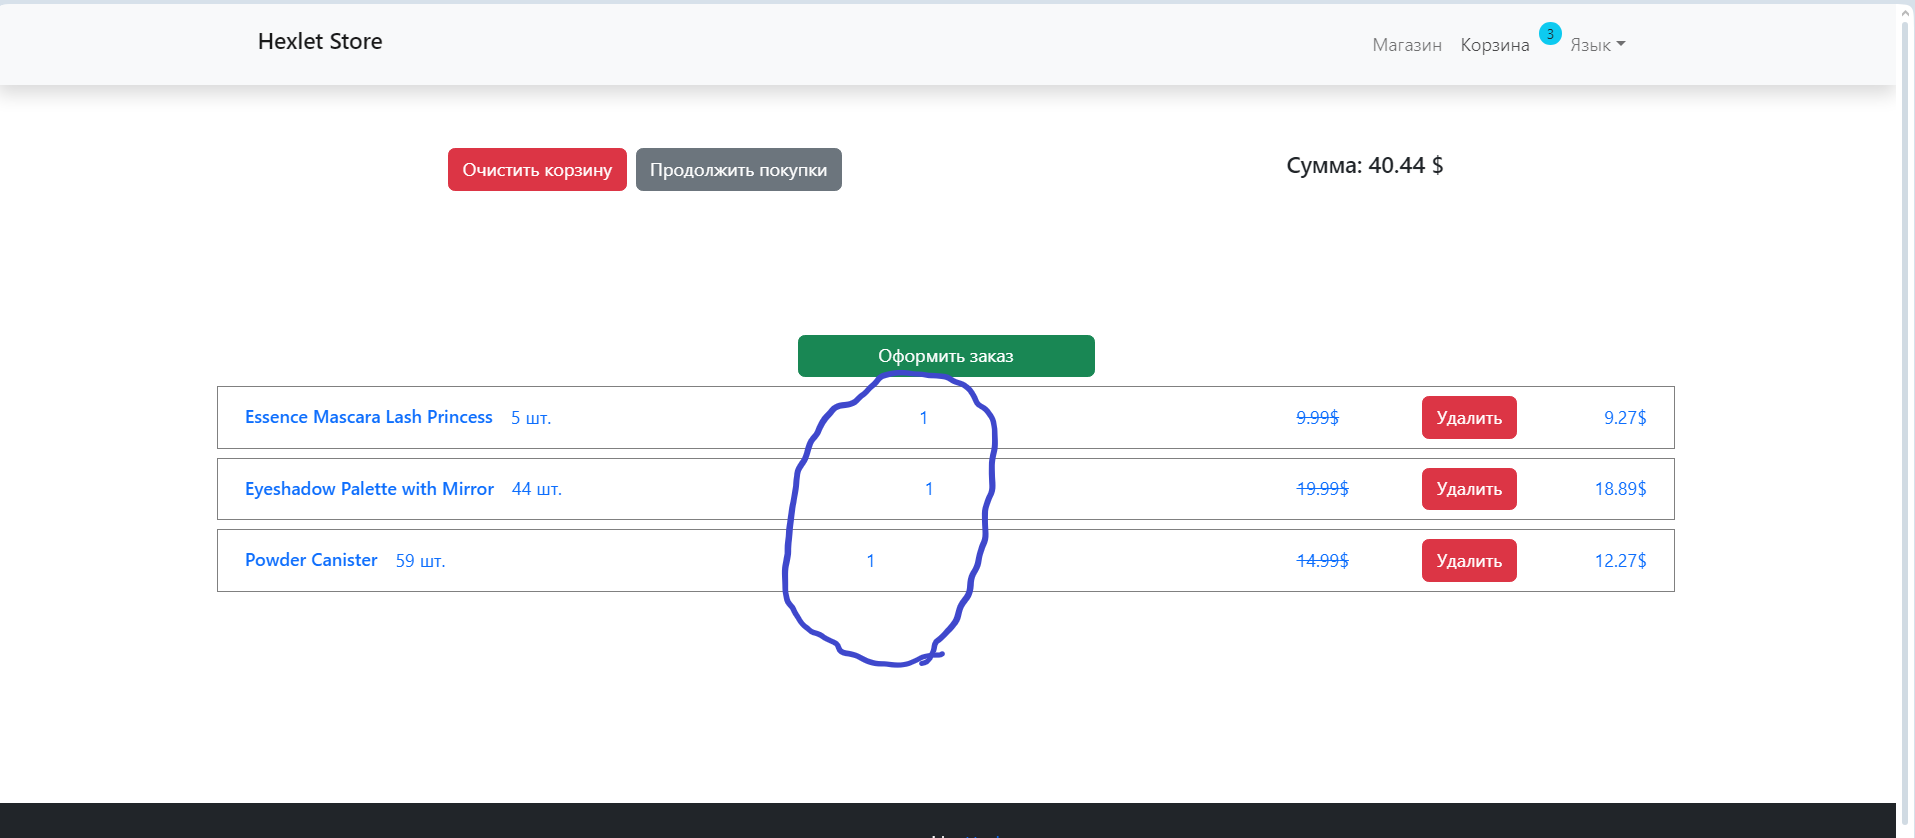 Hexlet Store
Магазин Корзина 3 Язык
Очистить корзину Продолжить покупки Сумма: 40.44 $
Оформить заказ
Essence Mascara Lash Princess 5 шт. 1 9.99$ Удалить 9.27$
Eyeshadow Palette with Mirror 44 шт. 1 19.99$ Удалить 18.89$
Powder Canister 59 шт. 1 14.99$ Удалить 12.27$